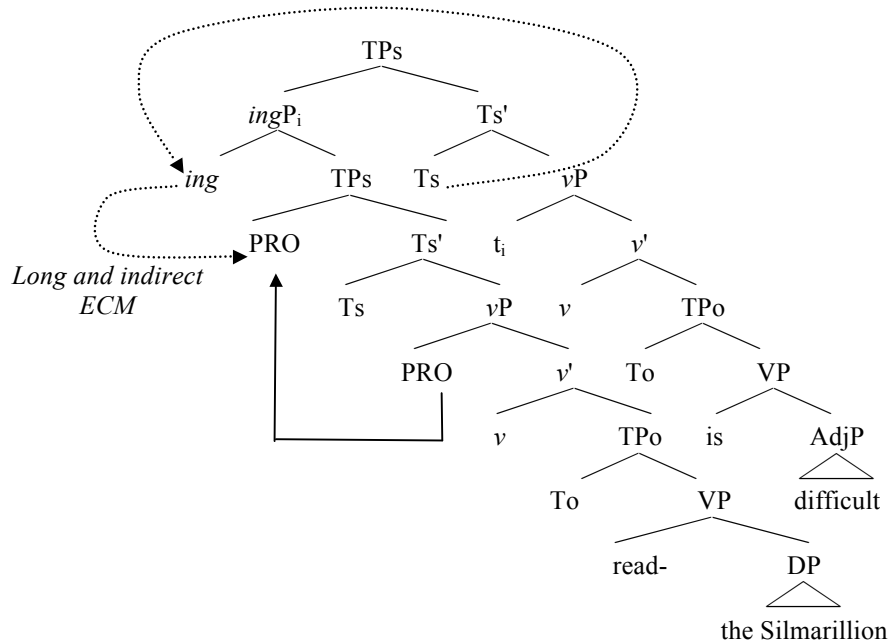 TPs
ingPᵢ Ts'
ing TPs Ts vP
PRO Ts' tᵢ v'
Long and indirect
ECM
Ts vP v TPo
PRO v' To VP
v TPo is AdjP
To VP difficult
read- DP
the Silmarillion